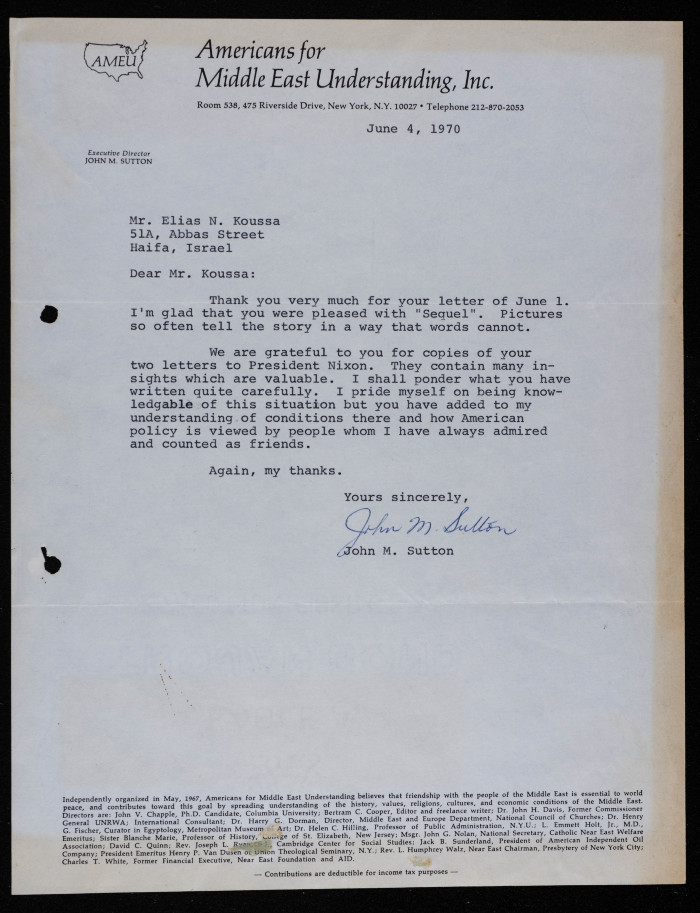 AMEU
Americans for
Middle East Understanding, Inc.
Room 538, 475 Riverside Drive, New York, N.Y. 10027 • Telephone 212-870-2053
June 4, 1970
Executive Director
JOHN M. SUTTON
Mr. Elias N. Koussa
51A, Abbas Street
Haifa, Israel
Dear Mr. Koussa:
Thank you very much for your letter of June 1.
I'm glad that you were pleased with "Sequel". Pictures
so often tell the story in a way that words cannot.
We are grateful to you for copies of your
two letters to President Nixon. They contain many in-
sights which are valuable. I shall ponder what you have
written quite carefully. I pride myself on being know-
ledgable of this situation but you have added to my
understanding of conditions there and how American
policy is viewed by people whom I have always admired
and counted as friends.
Again, my thanks.
Yours sincerely,
John M. Sutton
John M. Sutton
Independently organized in May, 1967, Americans for Middle East Understanding believes that friendship with the people of the Middle East is essential to world
peace, and contributes toward this goal by spreading understanding of the history, values, religions, cultures, and economic conditions of the Middle East.
Directors are: John V. Chapple, Ph.D. Candidate, Columbia University; Bertram C. Cooper, Editor and freelance writer; Dr. John H. Davis, Former Commissioner
General UNRWA; International Consultant; Dr. Harry G. Dorman, Director, Middle East and Europe Department, National Council of Churches; Dr. Henry
G. Fischer, Curator in Egyptology, Metropolitan Museum of Art; Dr. Helen C. Hilling, Professor of Public Administration, N.Y.U.; L. Emmett Holt, Jr., M.D.,
Emeritus; Sister Blanche Marie, Professor of History, College of St. Elizabeth, New Jersey; Msgr. John G. Nolan, National Secretary, Catholic Near East Welfare
Association; David C. Quinn; Rev. Joseph L. Cambridge Center for Social Studies; Jack B. Sunderland, President of American Independent Oil
Company; President Emeritus Henry P. Van Dusen of Union Theological Seminary, N.Y.; Rev. L. Humphrey Walz, Near East Chairman, Presbytery of New York City;
Charles T. White, Former Financial Executive, Near East Foundation and AID.
— Contributions are deductible for income tax purposes —